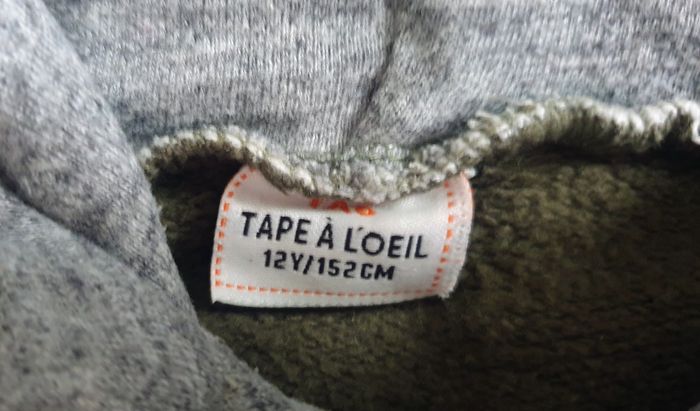 TAPE À L'OEIL
12Y/152CM